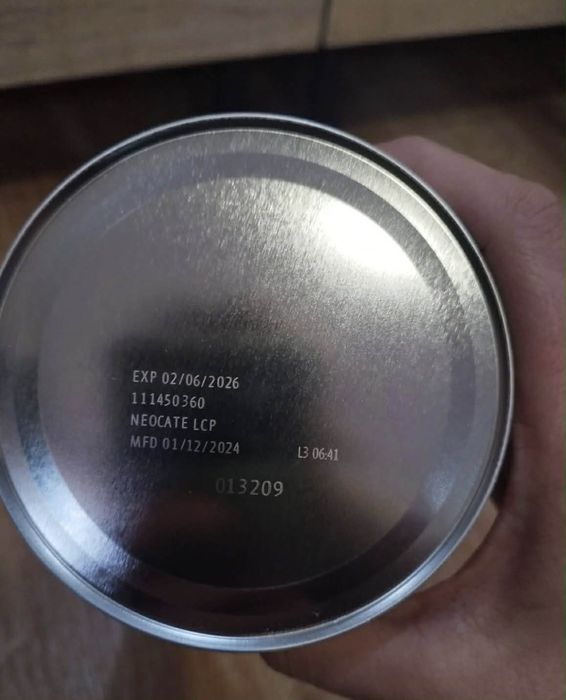 EXP 02/06/2026
111450360
NEOCATE LCP
MFD 01/12/2024 L3 06:41
013209